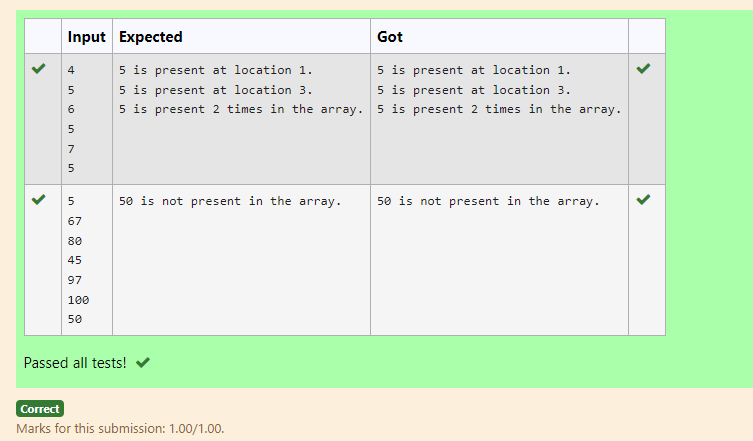 Input Expected Got
4 5 is present at location 1. 5 is present at location 1.
5 5 is present at location 3. 5 is present at location 3.
6 5 is present 2 times in the array. 5 is present 2 times in the array.
5
7
5
5 50 is not present in the array. 50 is not present in the array.
67
80
45
97
100
50
Passed all tests!
Correct
Marks for this submission: 1.00/1.00.